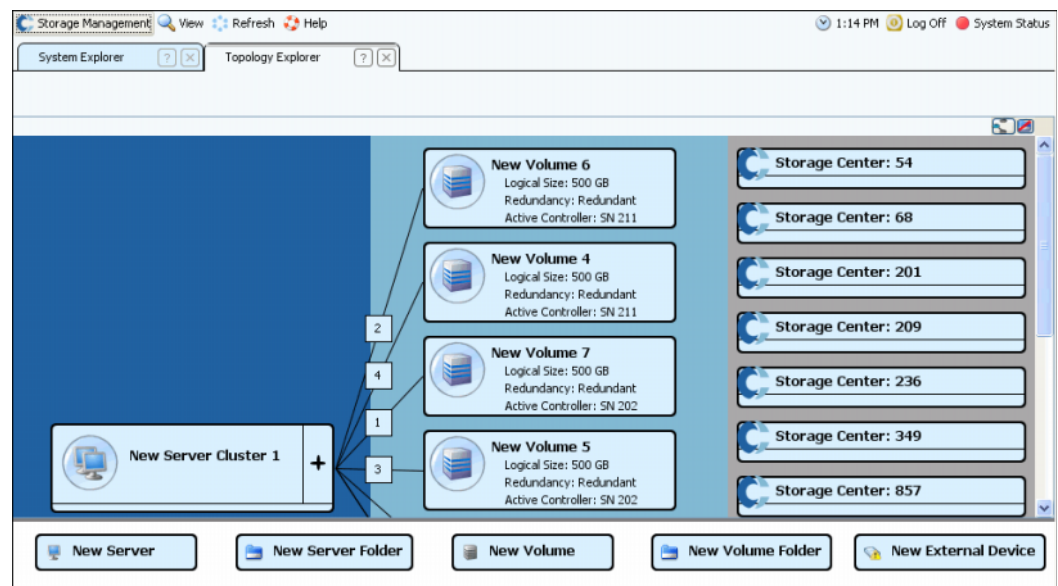 Storage Management View Refresh Help
1:14 PM Log Off System Status
System Explorer ? X
Topology Explorer ? X
New Volume 6
Logical Size: 500 GB
Redundancy: Redundant
Active Controller: SN 211
New Volume 4
Logical Size: 500 GB
Redundancy: Redundant
Active Controller: SN 211
New Volume 7
Logical Size: 500 GB
Redundancy: Redundant
Active Controller: SN 202
New Volume 5
Logical Size: 500 GB
Redundancy: Redundant
Active Controller: SN 202
2
4
1
3
New Server Cluster 1 +
Storage Center: 54
Storage Center: 68
Storage Center: 201
Storage Center: 209
Storage Center: 236
Storage Center: 349
Storage Center: 857
New Server
New Server Folder
New Volume
New Volume Folder
New External Device